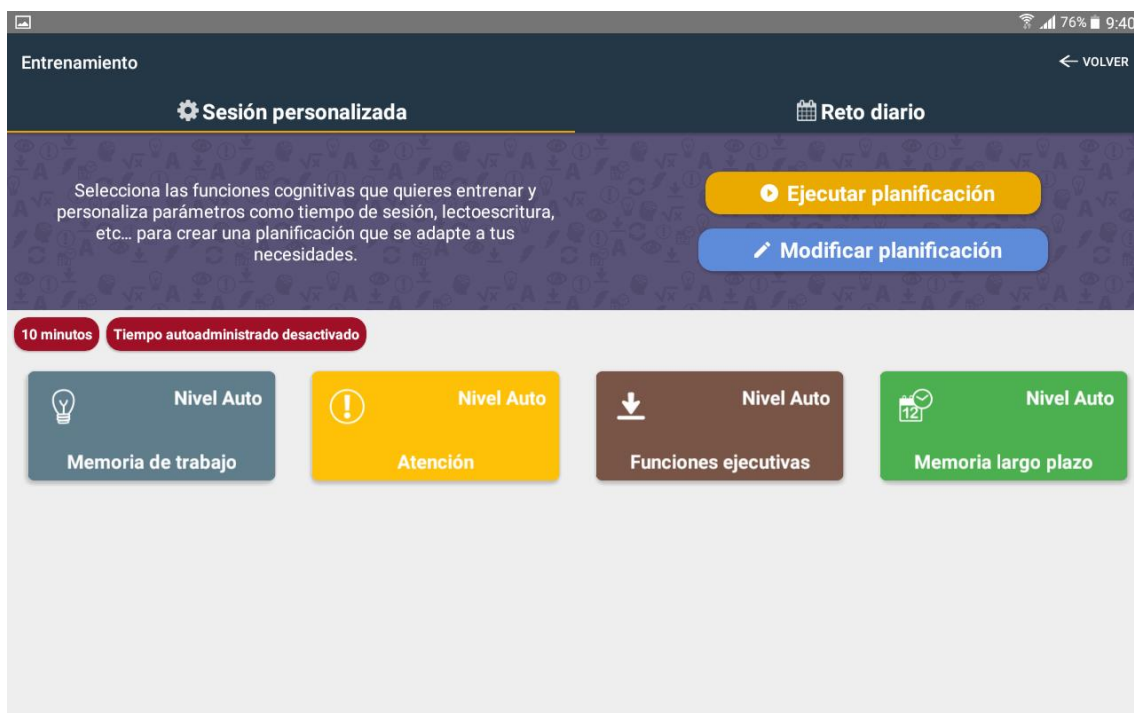 76% 9:40
Entrenamiento
VOLVER
Sesión personalizada
Reto diario
Selecciona las funciones cognitivas que quieres entrenar y
personaliza parámetros como tiempo de sesión, lectoescritura,
etc... para crear una planificación que se adapte a tus
necesidades.
Ejecutar planificación
Modificar planificación
10 minutos
Tiempo autoadministrado desactivado
Nivel Auto
Memoria de trabajo
Nivel Auto
Atención
Nivel Auto
Funciones ejecutivas
12
Nivel Auto
Memoria largo plazo